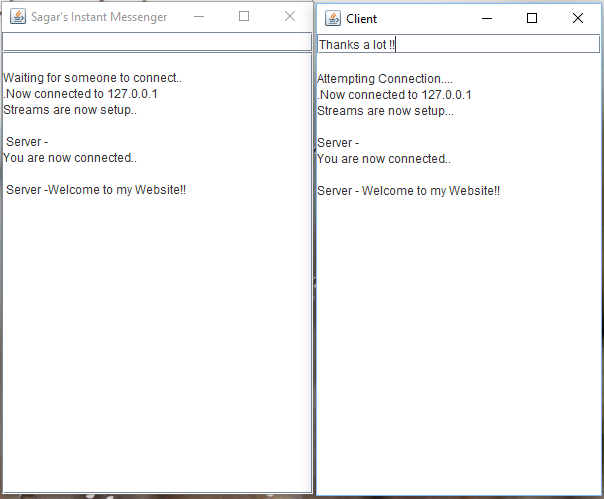 Sagar's Instant Messenger
Waiting for someone to connect..
.Now connected to 127.0.0.1
Streams are now setup..
Server -
You are now connected..
Server -Welcome to my Website!!
Client
Thanks a lot !!
Attempting Connection....
.Now connected to 127.0.0.1
Streams are now setup...
Server -
You are now connected..
Server - Welcome to my Website!!